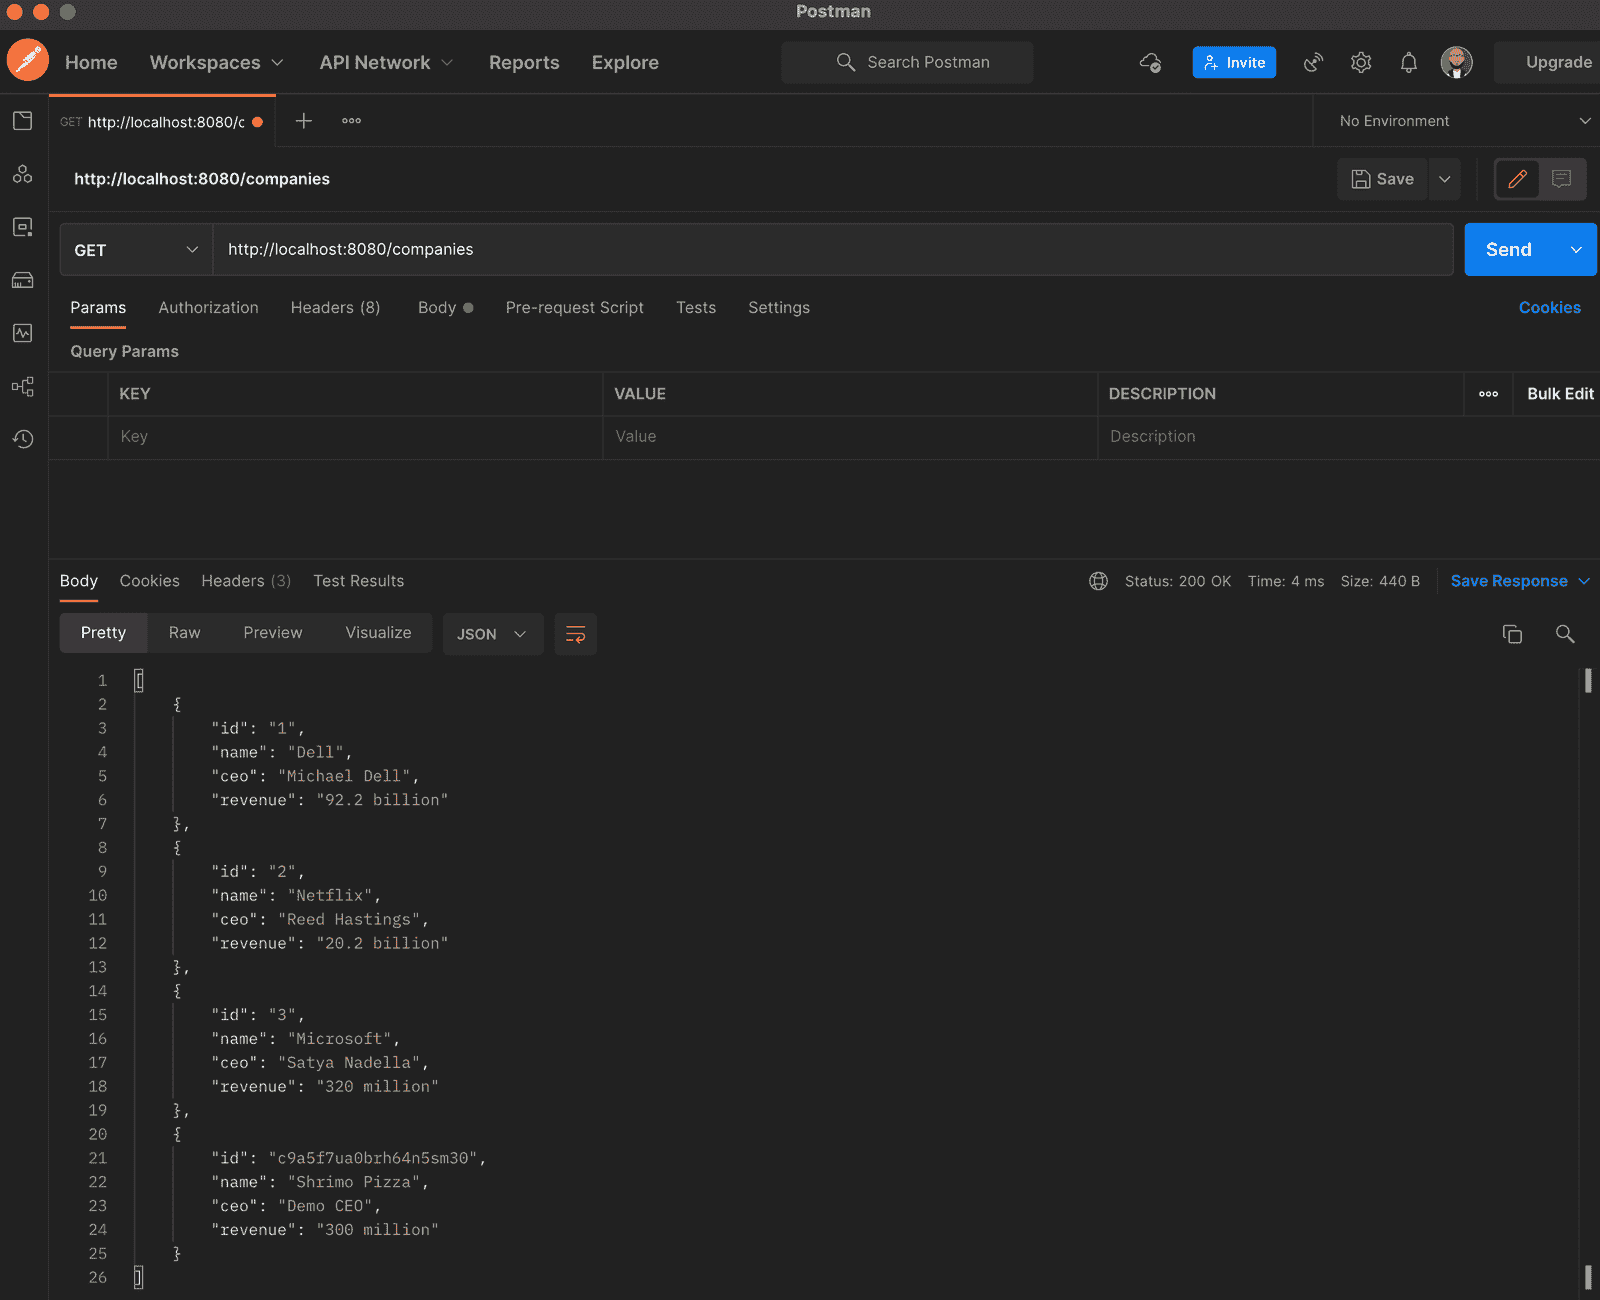 Postman
Home Workspaces API Network Reports Explore Search Postman Invite Upgrade
GET http://localhost:8080/c No Environment
http://localhost:8080/companies Save
GET http://localhost:8080/companies Send
Params Authorization Headers (8) Body Pre-request Script Tests Settings Cookies
Query Params
KEY VALUE DESCRIPTION Bulk Edit
Key Value Description
Body Cookies Headers (3) Test Results Status: 200 OK Time: 4 ms Size: 440 B Save Response
Pretty Raw Preview Visualize JSON
1 [
2 {
3 "id": "1",
4 "name": "Dell",
5 "ceo": "Michael Dell",
6 "revenue": "92.2 billion"
7 },
8 {
9 "id": "2",
10 "name": "Netflix",
11 "ceo": "Reed Hastings",
12 "revenue": "20.2 billion"
13 },
14 {
15 "id": "3",
16 "name": "Microsoft",
17 "ceo": "Satya Nadella",
18 "revenue": "320 million"
19 },
20 {
21 "id": "c9a5f7ua0brh64n5sm30",
22 "name": "Shrimo Pizza",
23 "ceo": "Demo CEO",
24 "revenue": "300 million"
25 }
26 ]